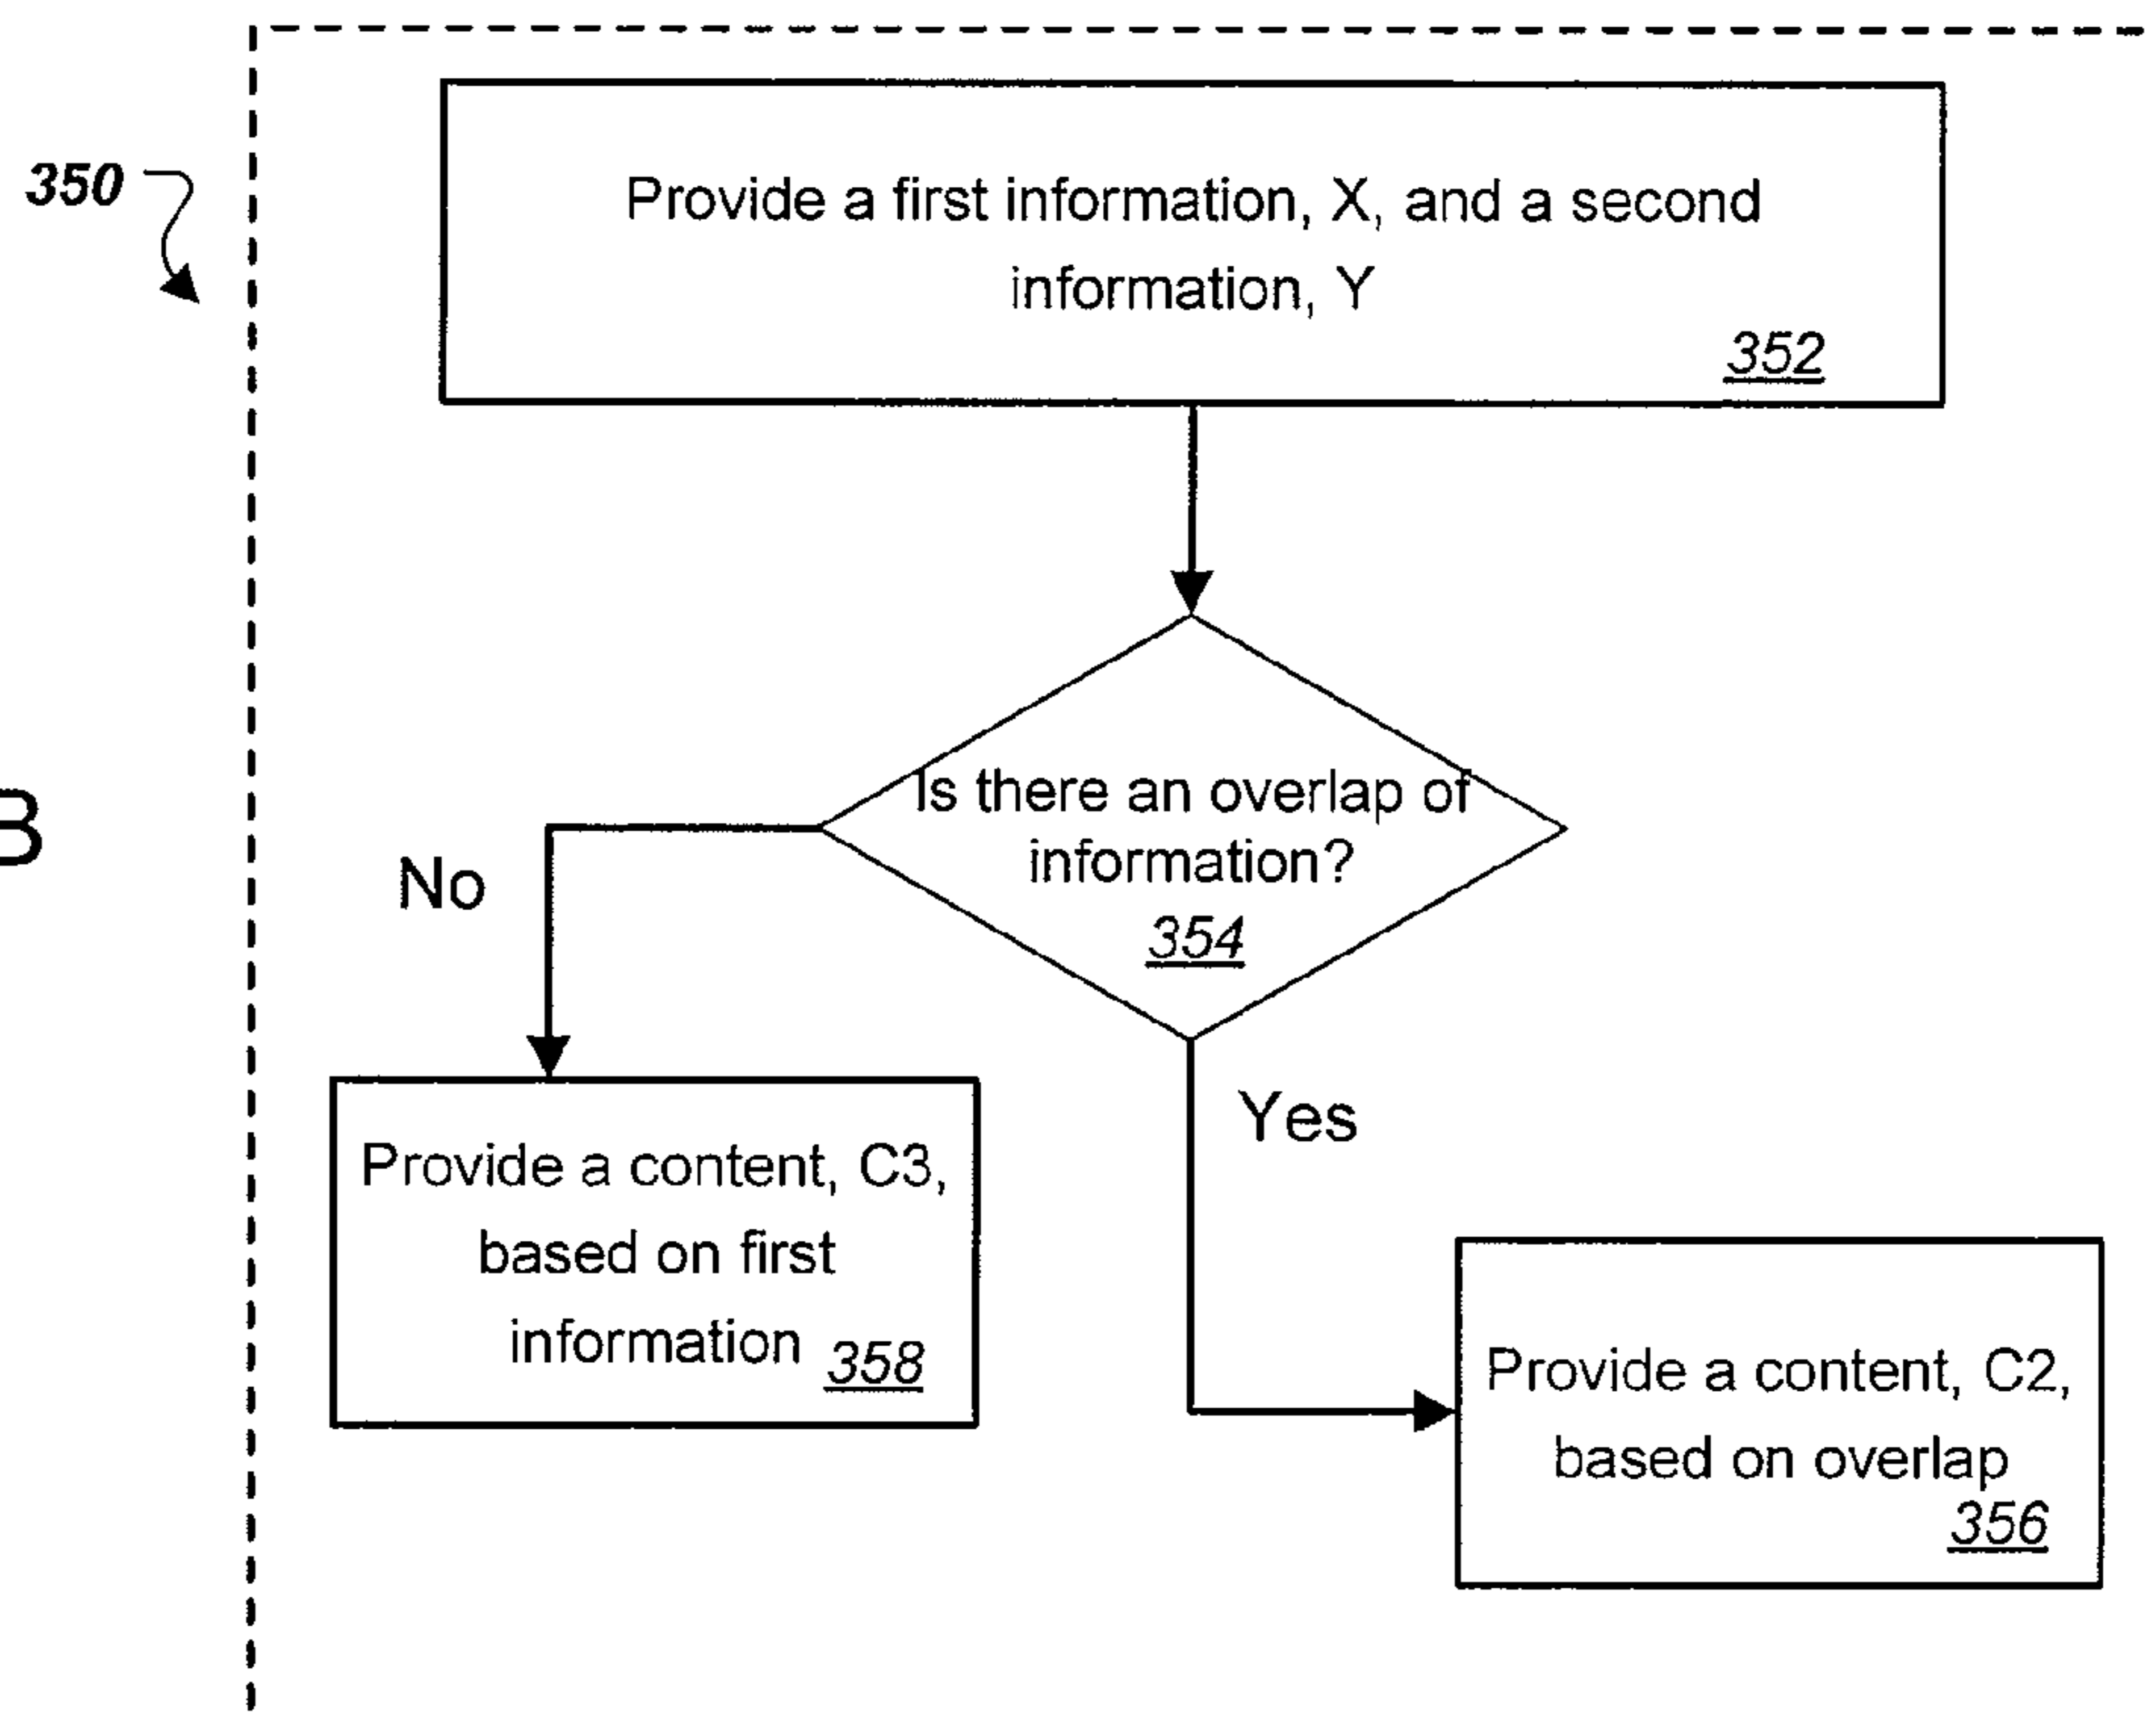 350
Provide a first information, X, and a second
information, Y
352
Is there an overlap of
information?
354
B
No
Yes
Provide a content, C3,
based on first
information 358
Provide a content, C2,
based on overlap
356